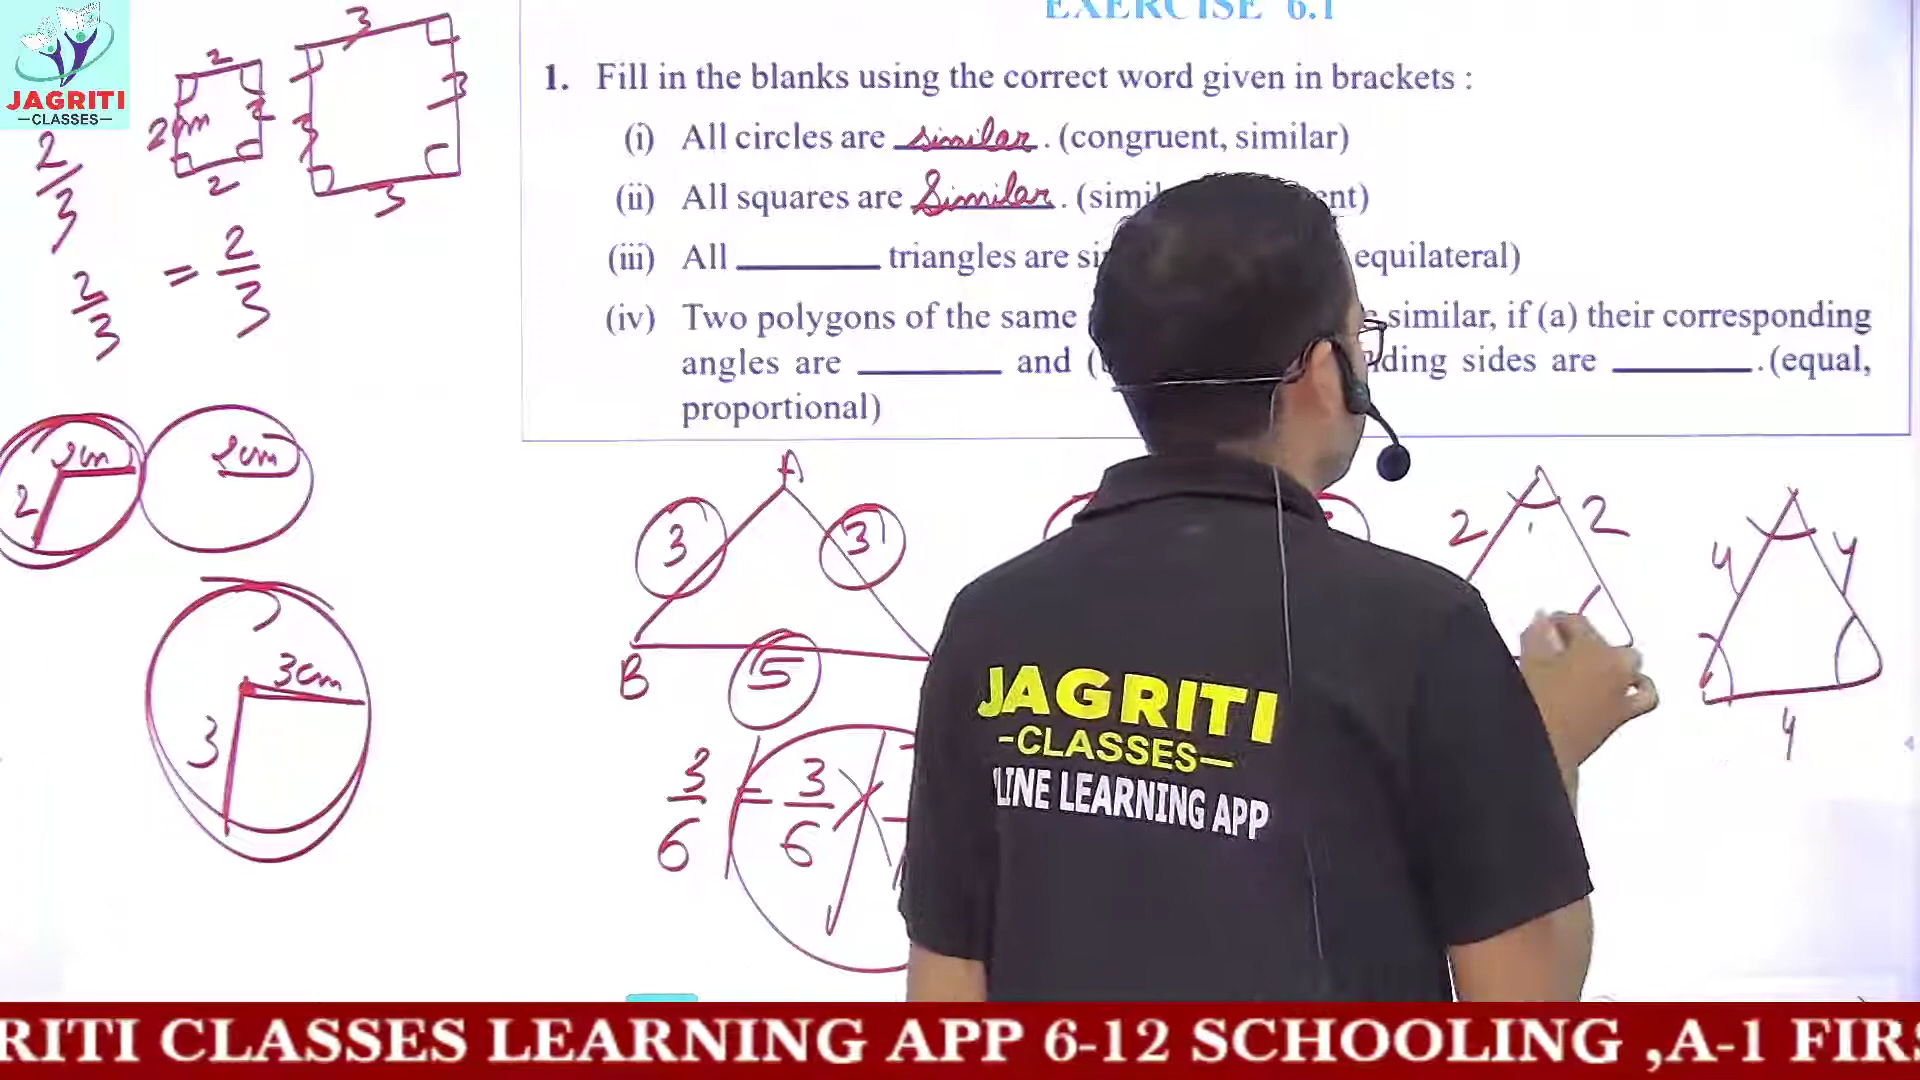 JAGRITI
—CLASSES—
EXERCISE 6.1
1. Fill in the blanks using the correct word given in brackets :
(i) All circles are similar. (congruent, similar)
(ii) All squares are Similar. (simi ent)
(iii) All ________ triangles are si equilateral)
(iv) Two polygons of the same similar, if (a) their corresponding
angles are ________ and ( ding sides are ________. (equal,
proportional)
2
2cm
2
2
3
3
3
3
2/3
2/3 = 2/3
2cm
2
2cm
3cm
3
A
3
3
B
5
3/6 = 3/6
2
2
4
4
4
JAGRITI
-CLASSES—
LINE LEARNING APP
RITI CLASSES LEARNING APP 6-12 SCHOOLING ,A-1 FIRS